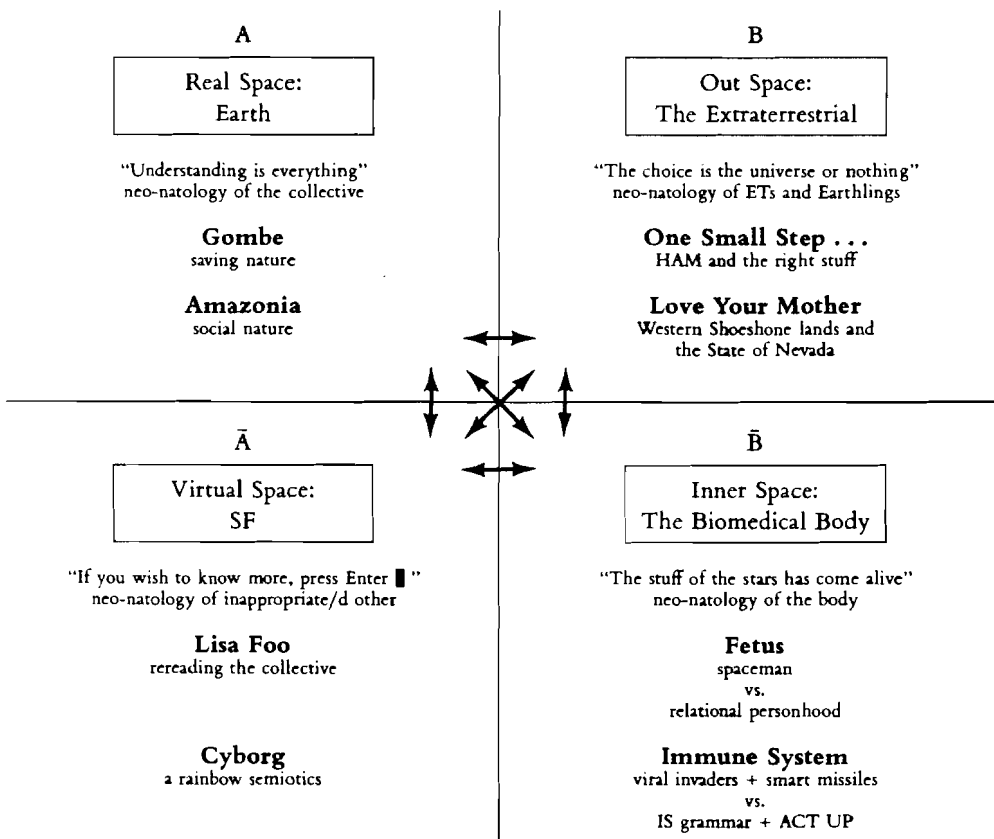 A
Real Space:
Earth
"Understanding is everything"
neo-natology of the collective
Gombe
saving nature
Amazonia
social nature
B
Out Space:
The Extraterrestrial
"The choice is the universe or nothing"
neo-natology of ETs and Earthlings
One Small Step . . .
HAM and the right stuff
Love Your Mother
Western Shoeshone lands and
the State of Nevada
Ā
Virtual Space:
SF
"If you wish to know more, press Enter ▮ "
neo-natology of inappropriate/d other
Lisa Foo
rereading the collective
Cyborg
a rainbow semiotics
B̄
Inner Space:
The Biomedical Body
"The stuff of the stars has come alive"
neo-natology of the body
Fetus
spaceman
vs.
relational personhood
Immune System
viral invaders + smart missiles
vs.
IS grammar + ACT UP